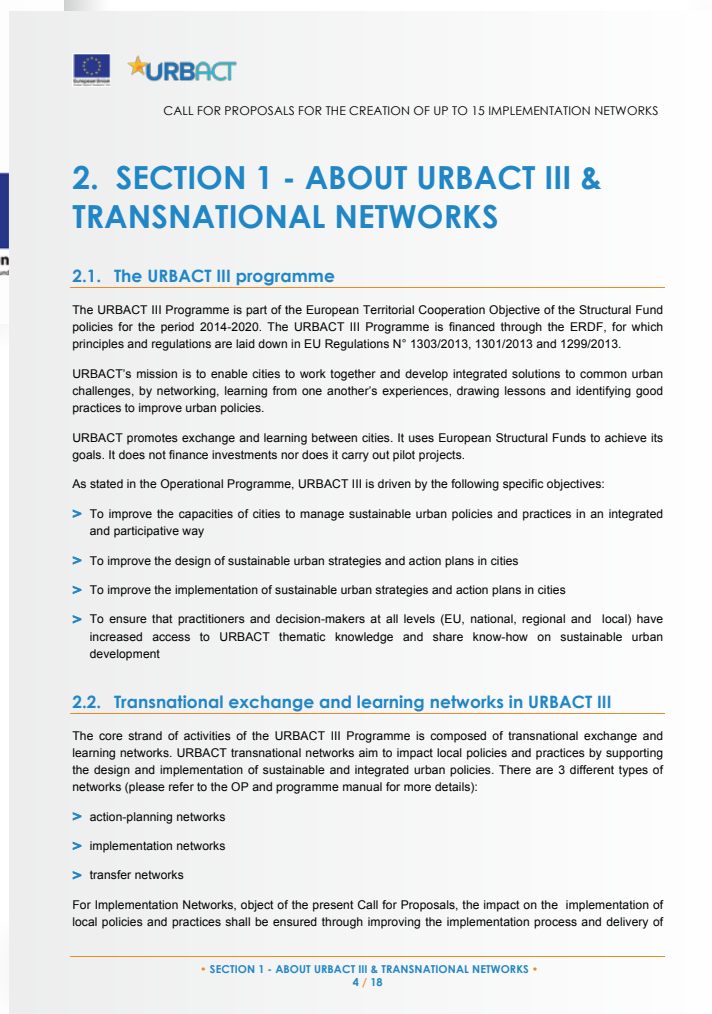 European Union
URBACT
CALL FOR PROPOSALS FOR THE CREATION OF UP TO 15 IMPLEMENTATION NETWORKS
2. SECTION 1 - ABOUT URBACT III &
TRANSNATIONAL NETWORKS
2.1. The URBACT III programme
The URBACT III Programme is part of the European Territorial Cooperation Objective of the Structural Fund
policies for the period 2014-2020. The URBACT III Programme is financed through the ERDF, for which
principles and regulations are laid down in EU Regulations N° 1303/2013, 1301/2013 and 1299/2013.
URBACT's mission is to enable cities to work together and develop integrated solutions to common urban
challenges, by networking, learning from one another's experiences, drawing lessons and identifying good
practices to improve urban policies.
URBACT promotes exchange and learning between cities. It uses European Structural Funds to achieve its
goals. It does not finance investments nor does it carry out pilot projects.
As stated in the Operational Programme, URBACT III is driven by the following specific objectives:
> To improve the capacities of cities to manage sustainable urban policies and practices in an integrated
and participative way
> To improve the design of sustainable urban strategies and action plans in cities
> To improve the implementation of sustainable urban strategies and action plans in cities
> To ensure that practitioners and decision-makers at all levels (EU, national, regional and local) have
increased access to URBACT thematic knowledge and share know-how on sustainable urban
development
2.2. Transnational exchange and learning networks in URBACT III
The core strand of activities of the URBACT III Programme is composed of transnational exchange and
learning networks. URBACT transnational networks aim to impact local policies and practices by supporting
the design and implementation of sustainable and integrated urban policies. There are 3 different types of
networks (please refer to the OP and programme manual for more details):
> action-planning networks
> implementation networks
> transfer networks
For Implementation Networks, object of the present Call for Proposals, the impact on the implementation of
local policies and practices shall be ensured through improving the implementation process and delivery of
• SECTION 1 - ABOUT URBACT III & TRANSNATIONAL NETWORKS •
4 / 18